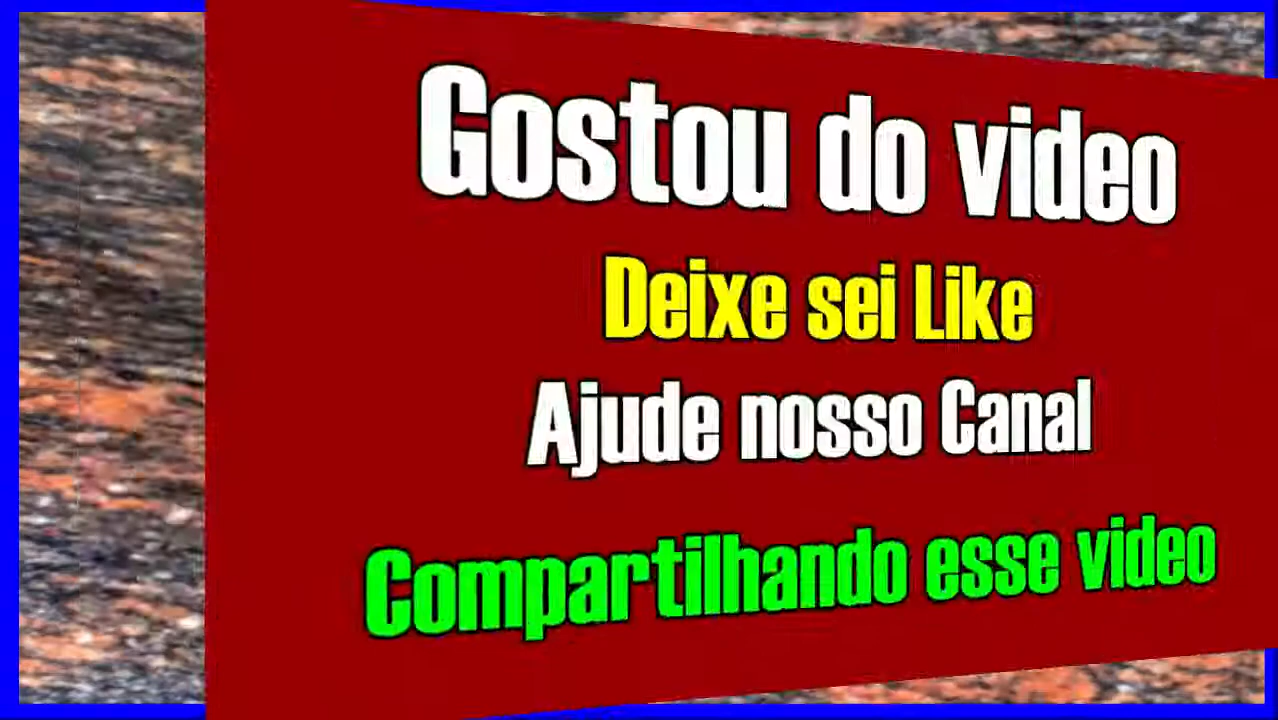 Gostou do video
Deixe sei Like
Ajude nosso Canal
Compartilhando esse video